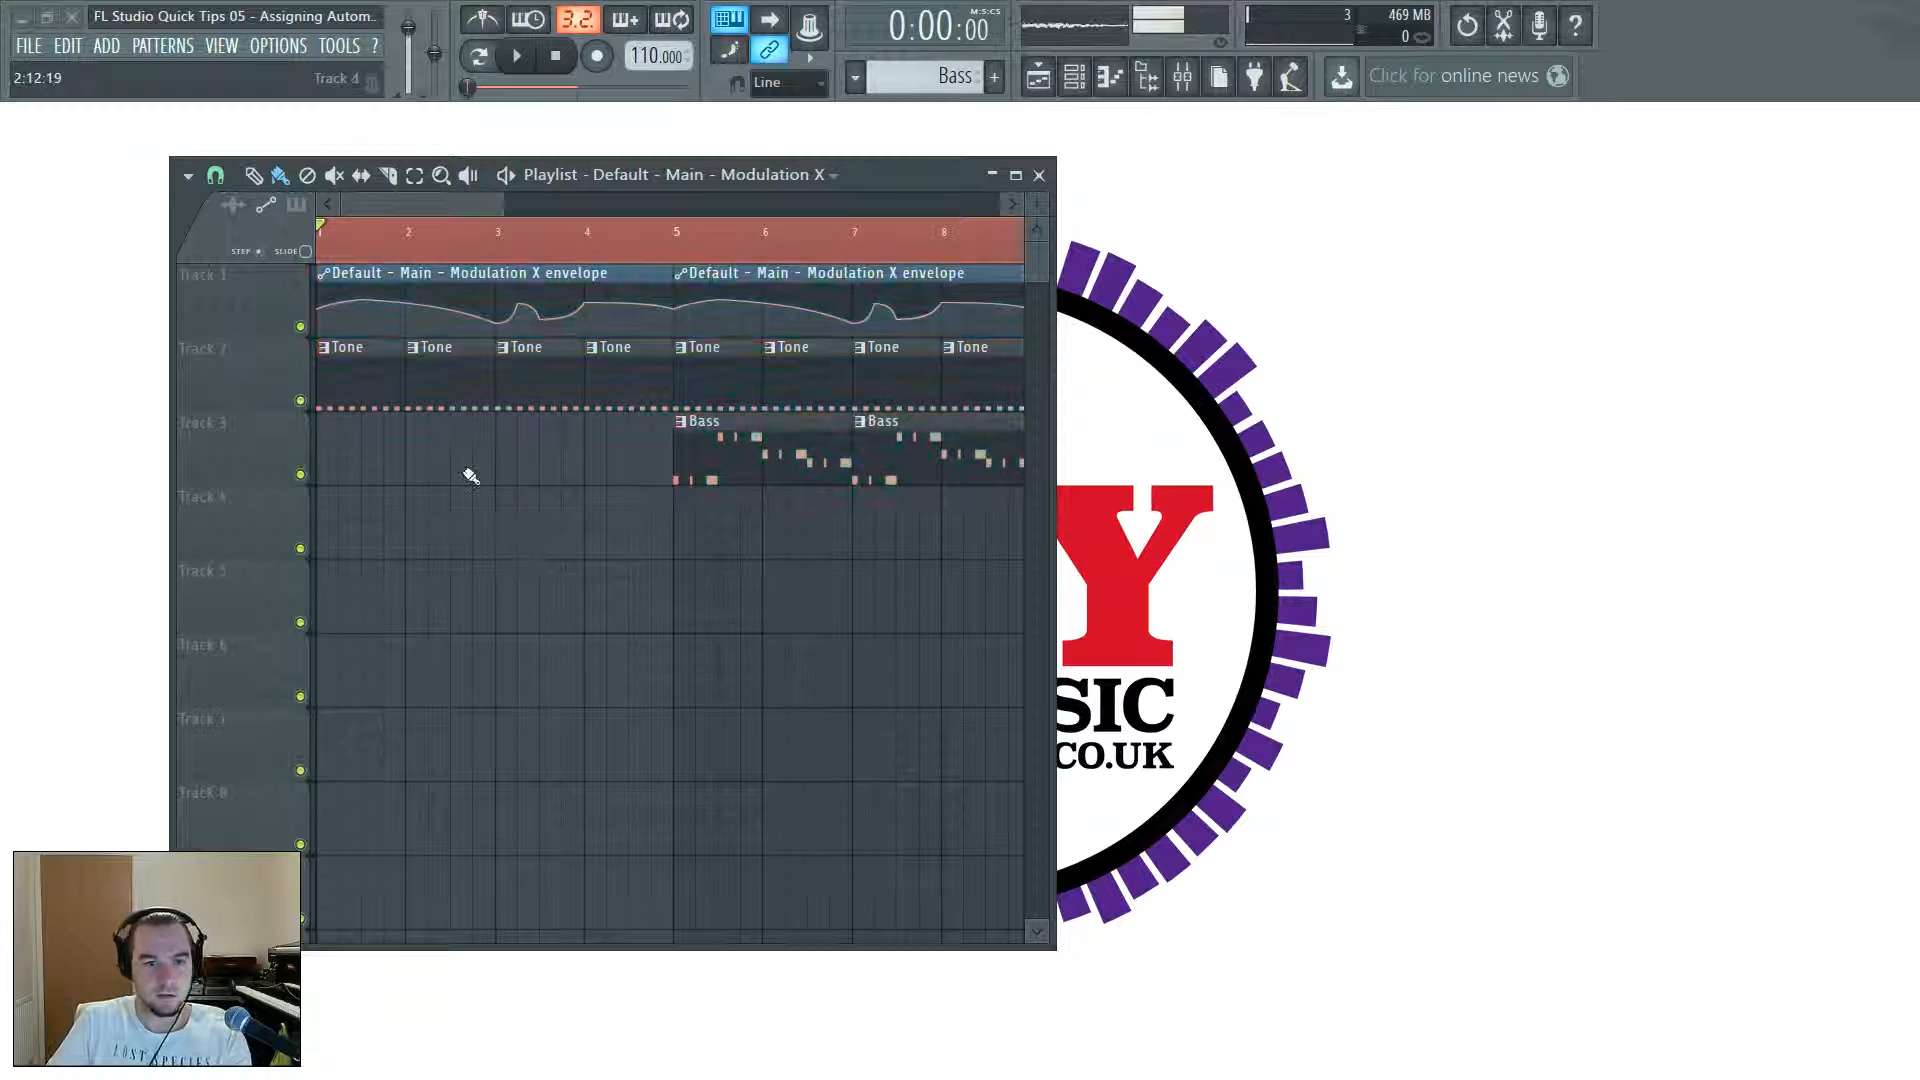 FL Studio Quick Tips 05 - Assigning Autom..
FILE EDIT ADD PATTERNS VIEW OPTIONS TOOLS ?
2:12:19 Track 4
3.2.
110.000
Line
0:00:00
M:S:CS
Bass
3 469 MB
0
Click for online news
Playlist - Default - Main - Modulation X
STEP SLIDE
1 2 3 4 5 6 7 8
Track 1
Default - Main - Modulation X envelope
Default - Main - Modulation X envelope
Track 2
Tone Tone Tone Tone Tone Tone Tone Tone
Track 3
Bass Bass
Track 4
Track 5
Track 6
Track 7
Track 8
Y
SIC
CO.UK
LOST SPECIES